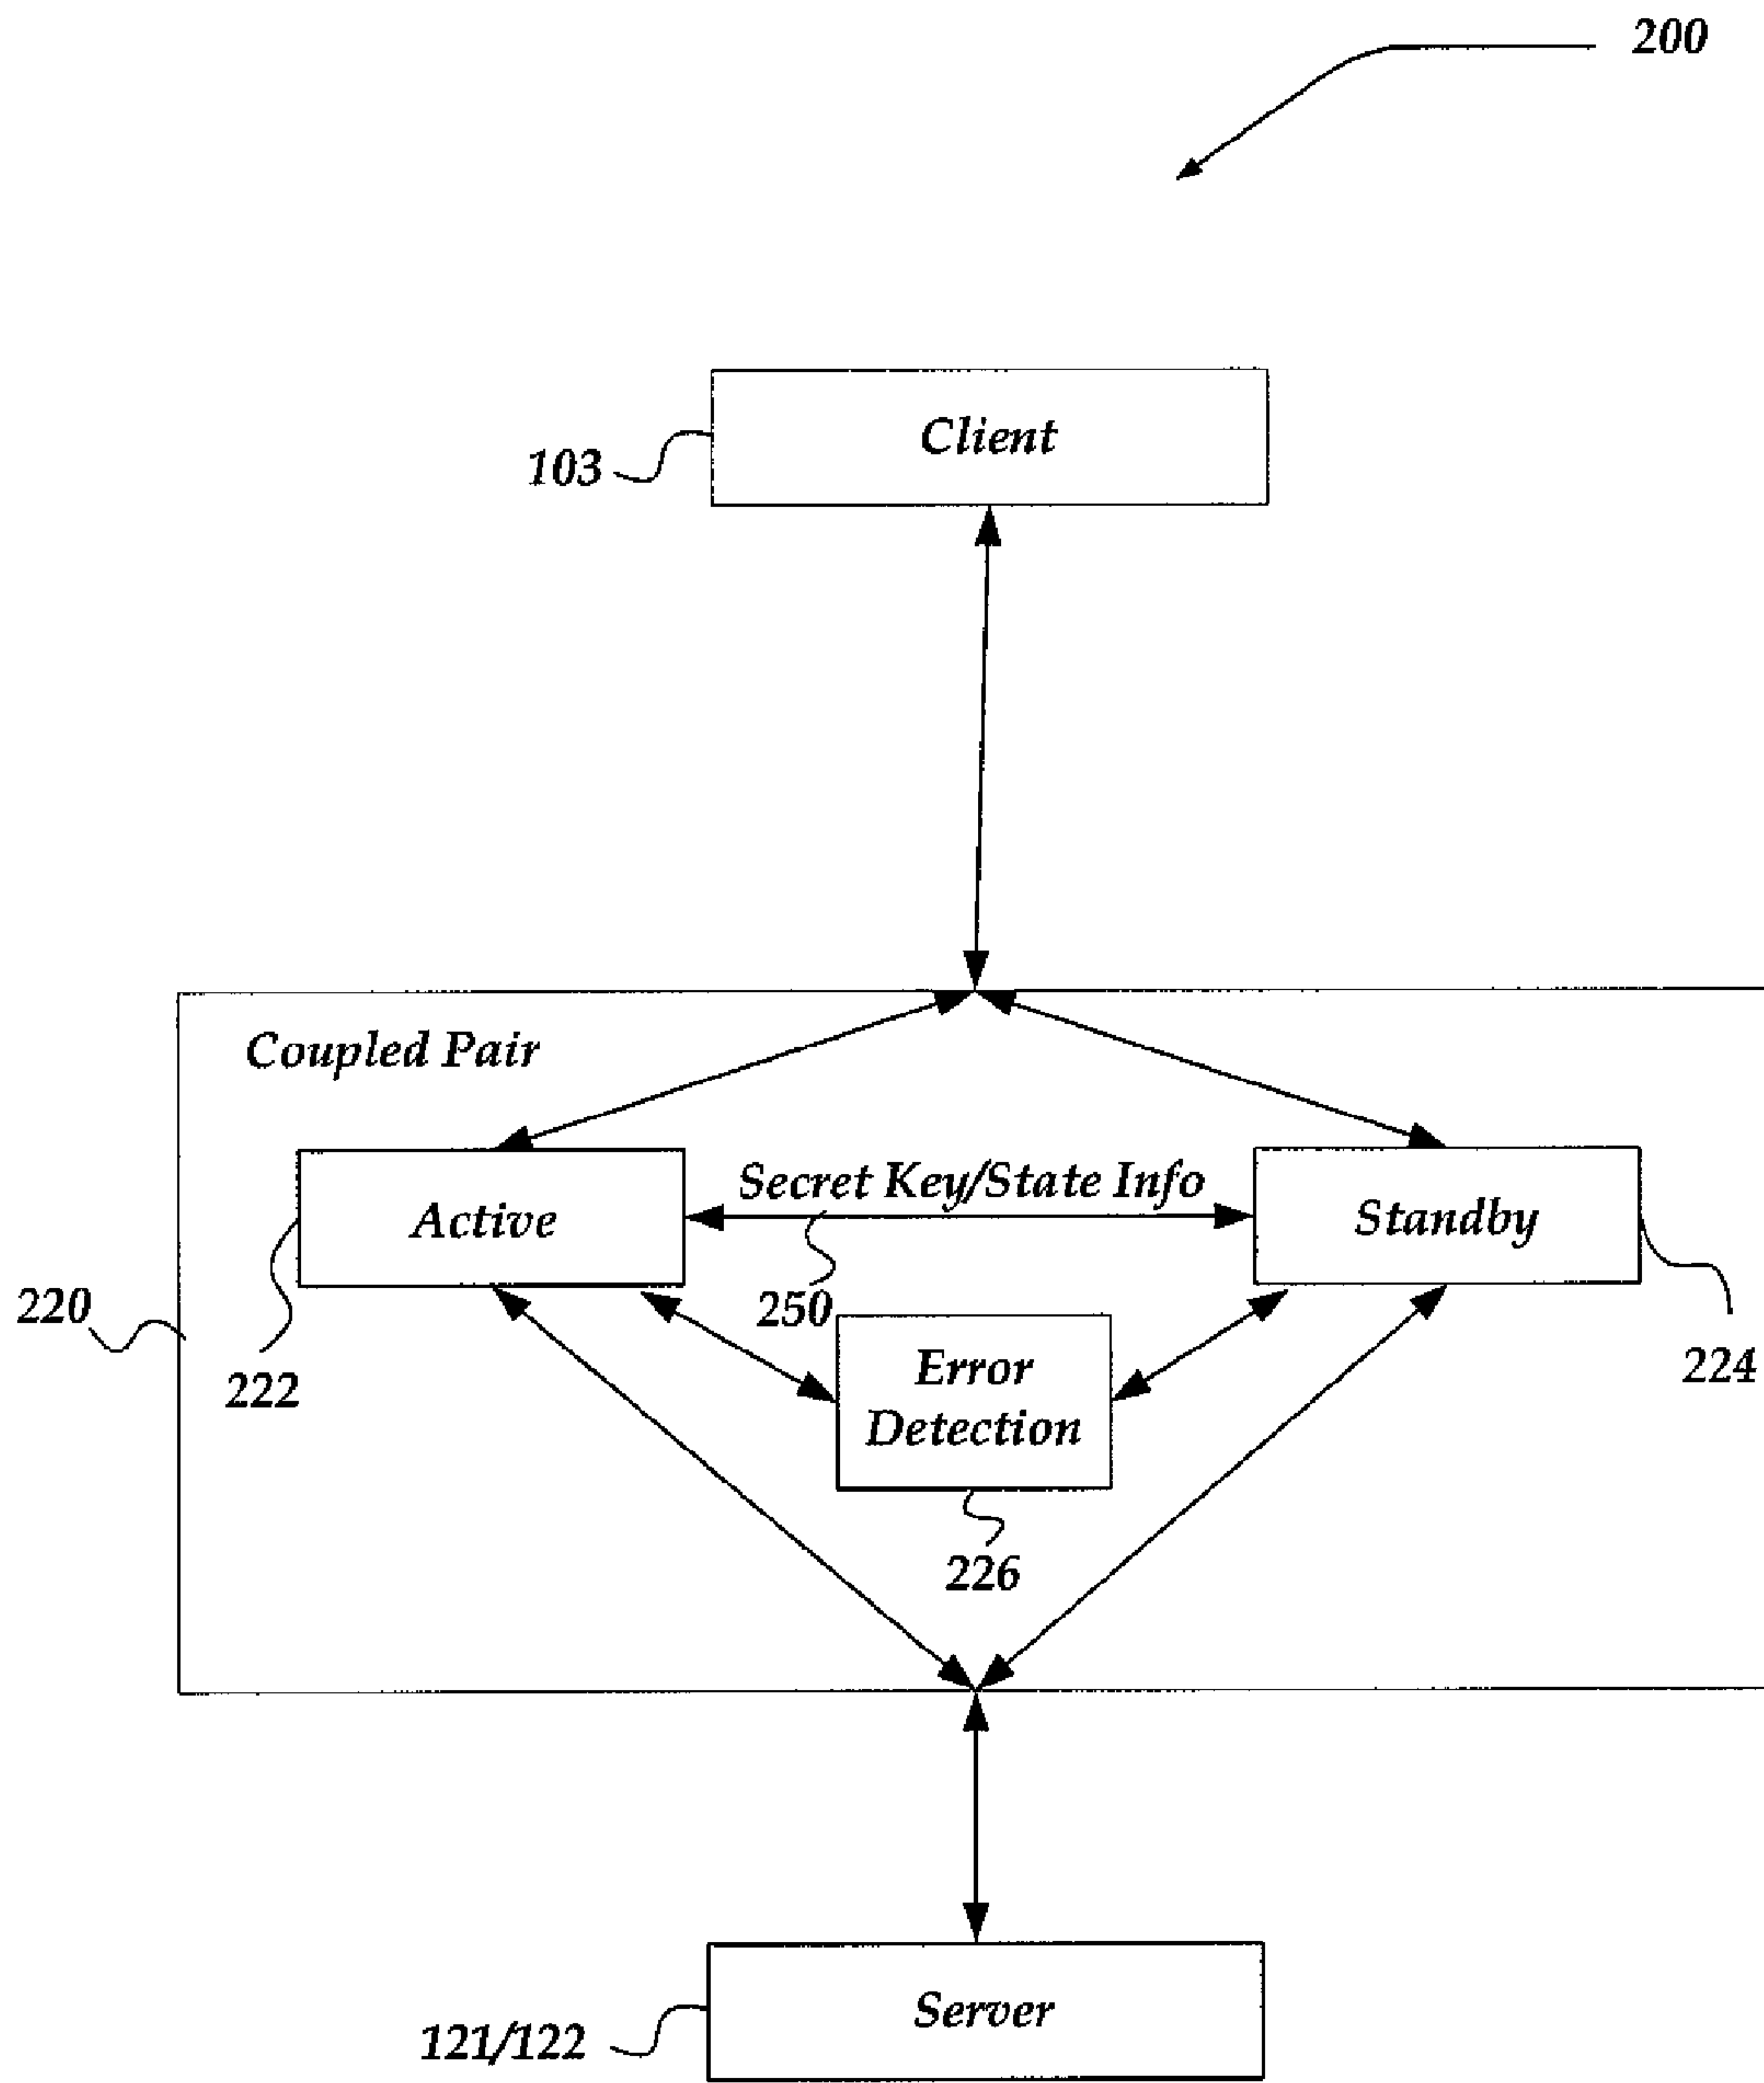 200
Client
103
Coupled Pair
Secret Key/State Info
Active
Standby
250
220
222
224
Error
Detection
226
Server
121/122